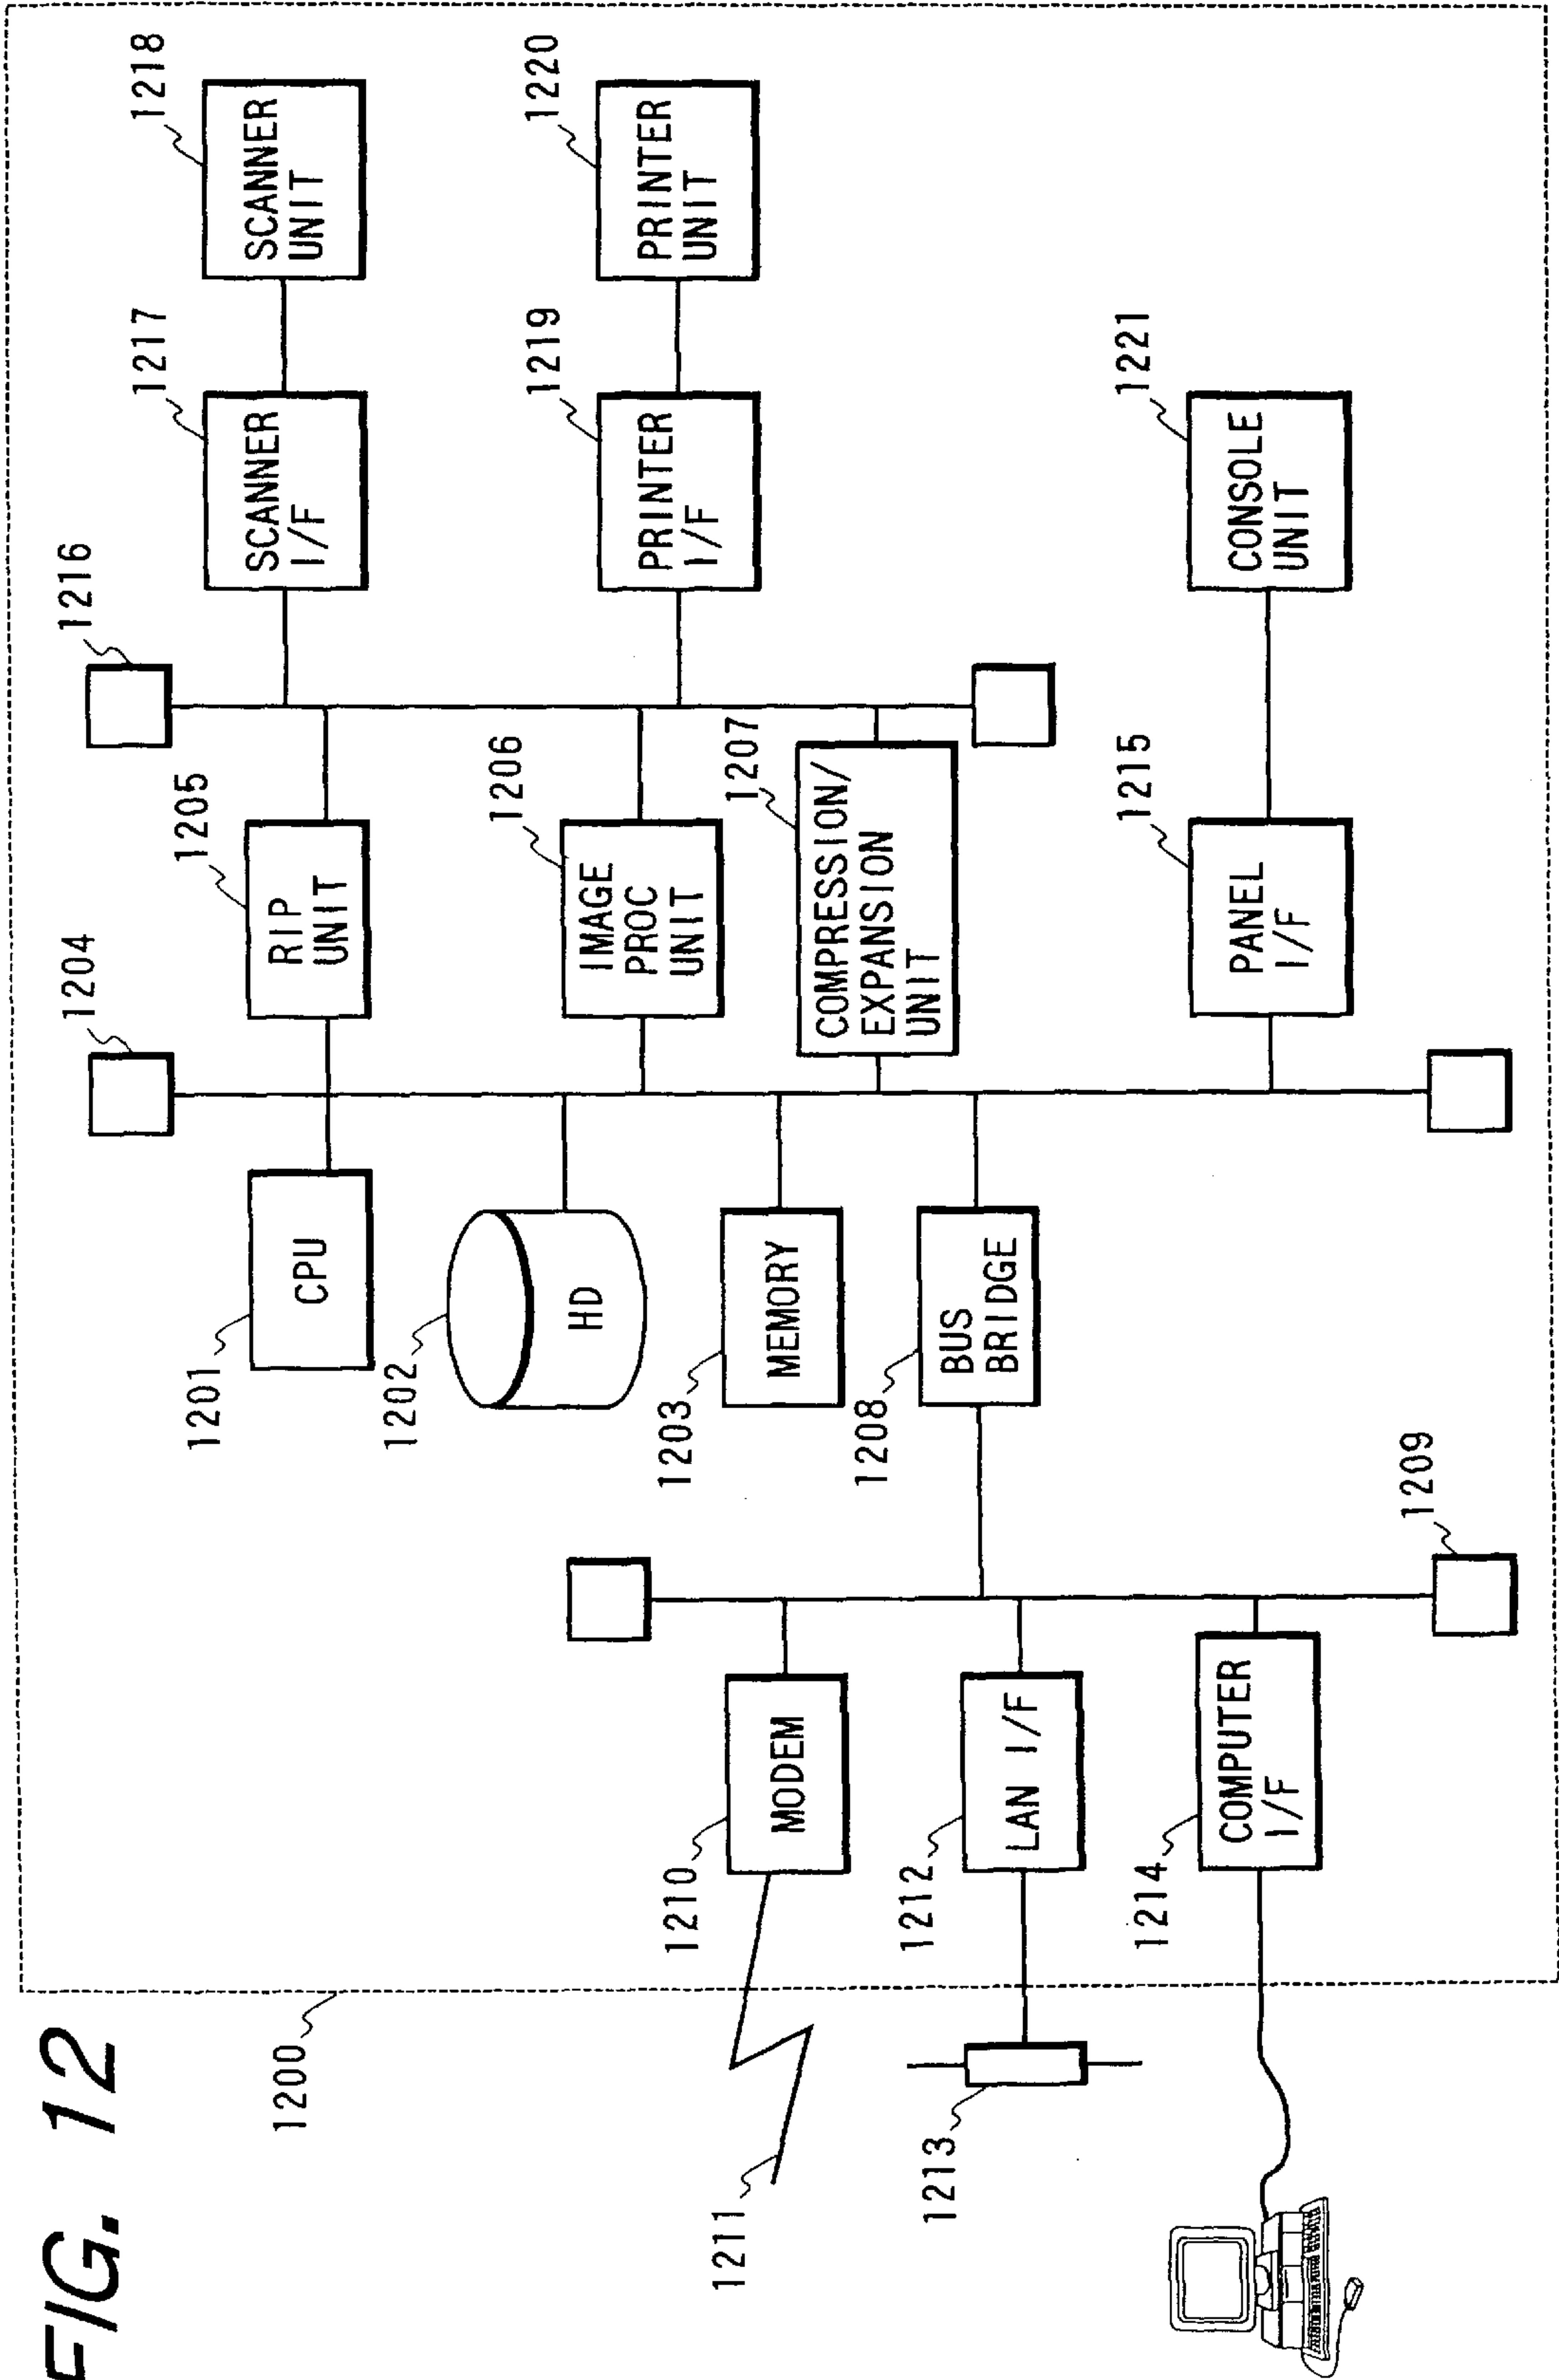 FIG. 12
1200
1201
CPU
1202
HD
1203
MEMORY
1208
BUS
BRIDGE
1204
1205
RIP
UNIT
1206
IMAGE
PROC
UNIT
1207
COMPRESSION/
EXPANSION
UNIT
1215
PANEL
I/F
1216
1217
SCANNER
I/F
1218
SCANNER
UNIT
1219
PRINTER
I/F
1220
PRINTER
UNIT
1221
CONSOLE
UNIT
1209
1210
MODEM
1211
1212
LAN I/F
1213
1214
COMPUTER
I/F